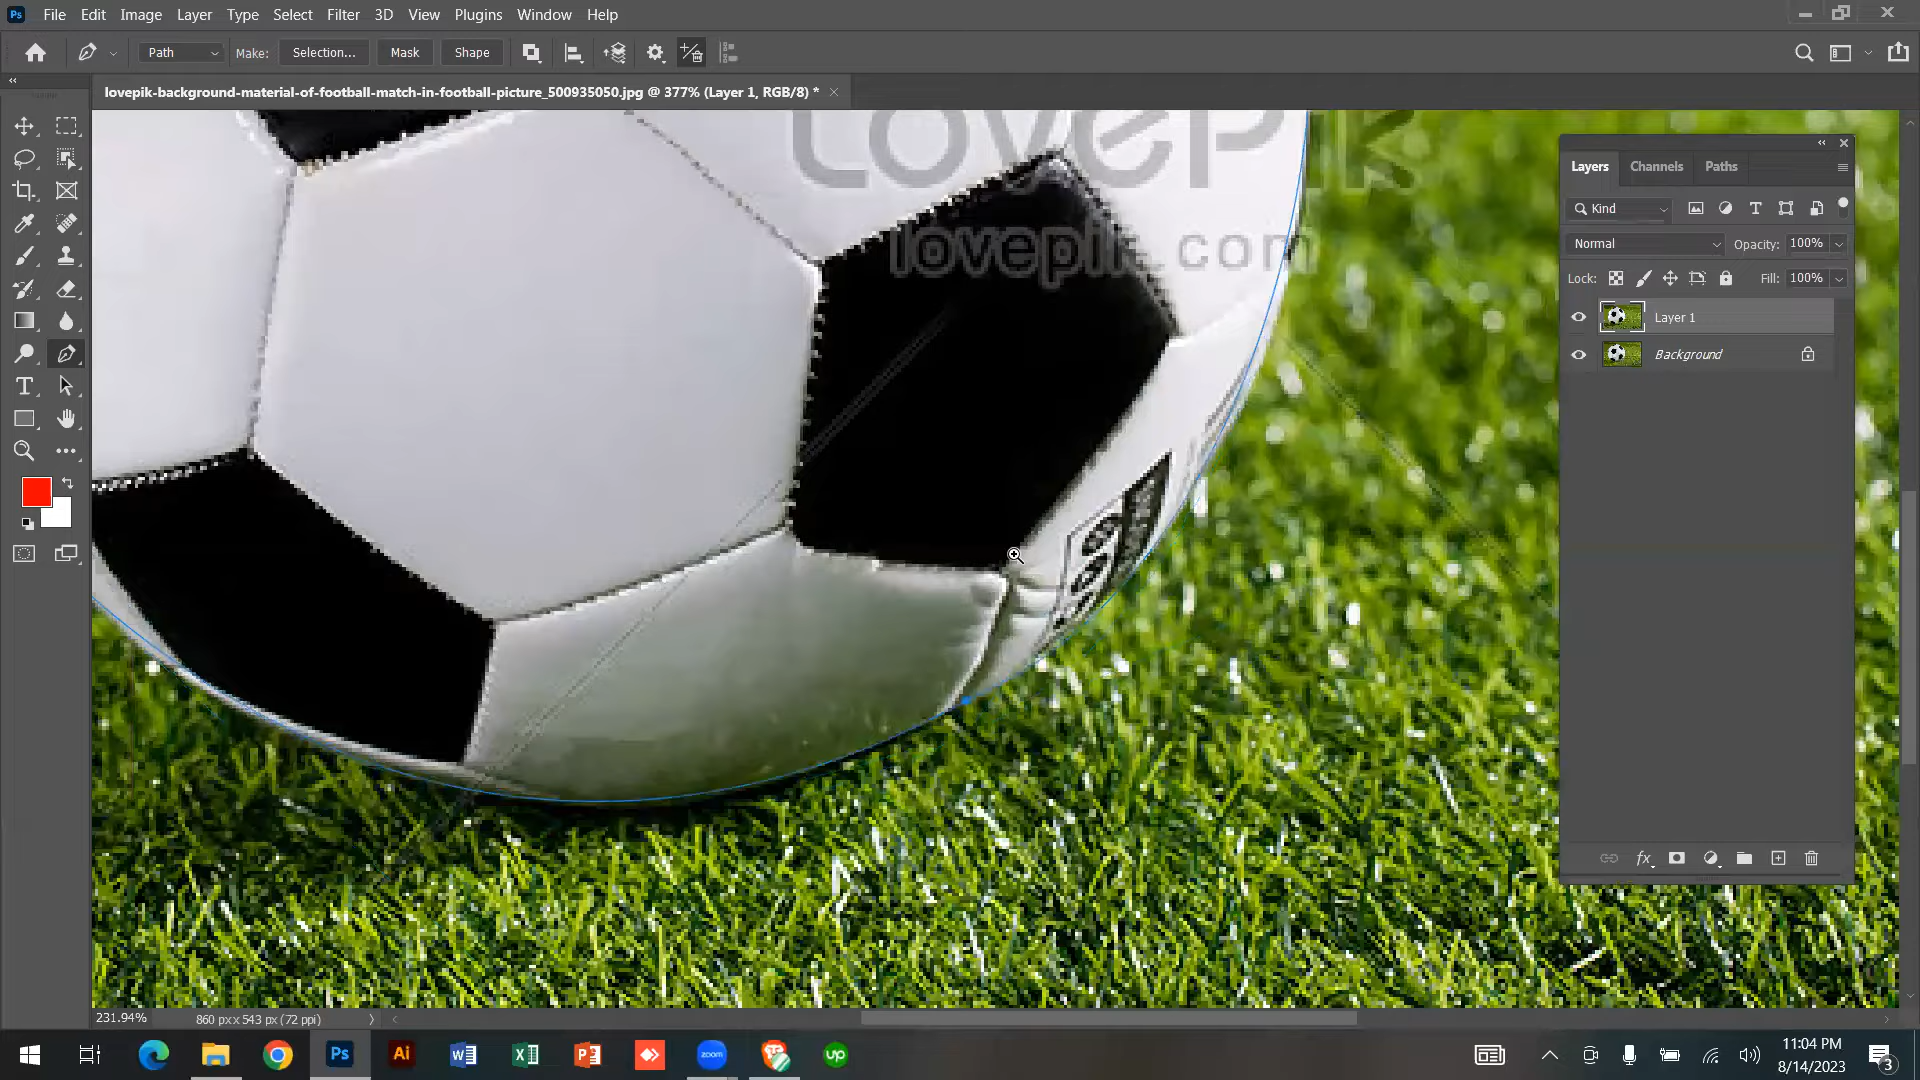 File Edit Image Layer Type Select Filter 3D View Plugins Window Help
Path Make: Selection... Mask Shape
lovepik-background-material-of-football-match-in-football-picture_500935050.jpg @ 377% (Layer 1, RGB/8) *
LovePik
lovepik.com
Layers Channels Paths
Kind
Normal Opacity: 100%
Lock: Fill: 100%
Layer 1
Background
231.94% 860 px x 543 px (72 ppi)
11:04 PM
8/14/2023
3